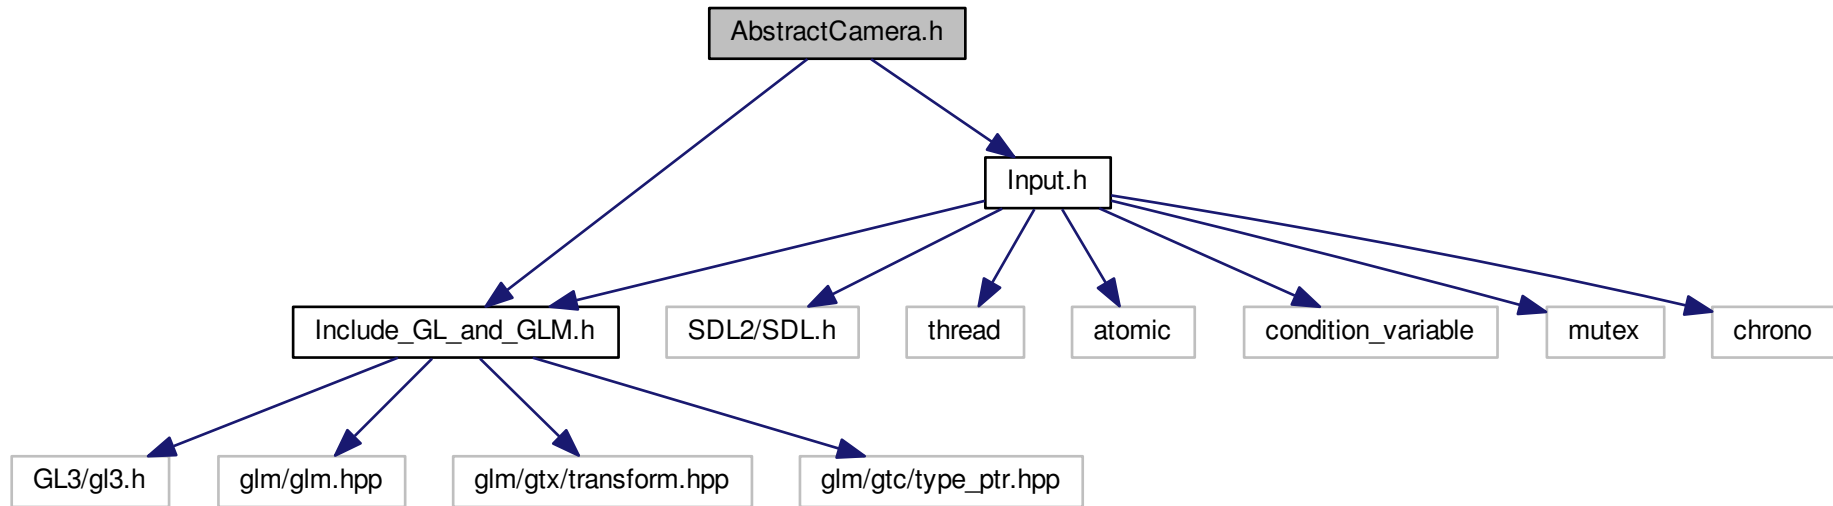 AbstractCamera.h
Input.h
Include_GL_and_GLM.h
SDL2/SDL.h
thread
atomic
condition_variable
mutex
chrono
GL3/gl3.h
glm/glm.hpp
glm/gtx/transform.hpp
glm/gtc/type_ptr.hpp